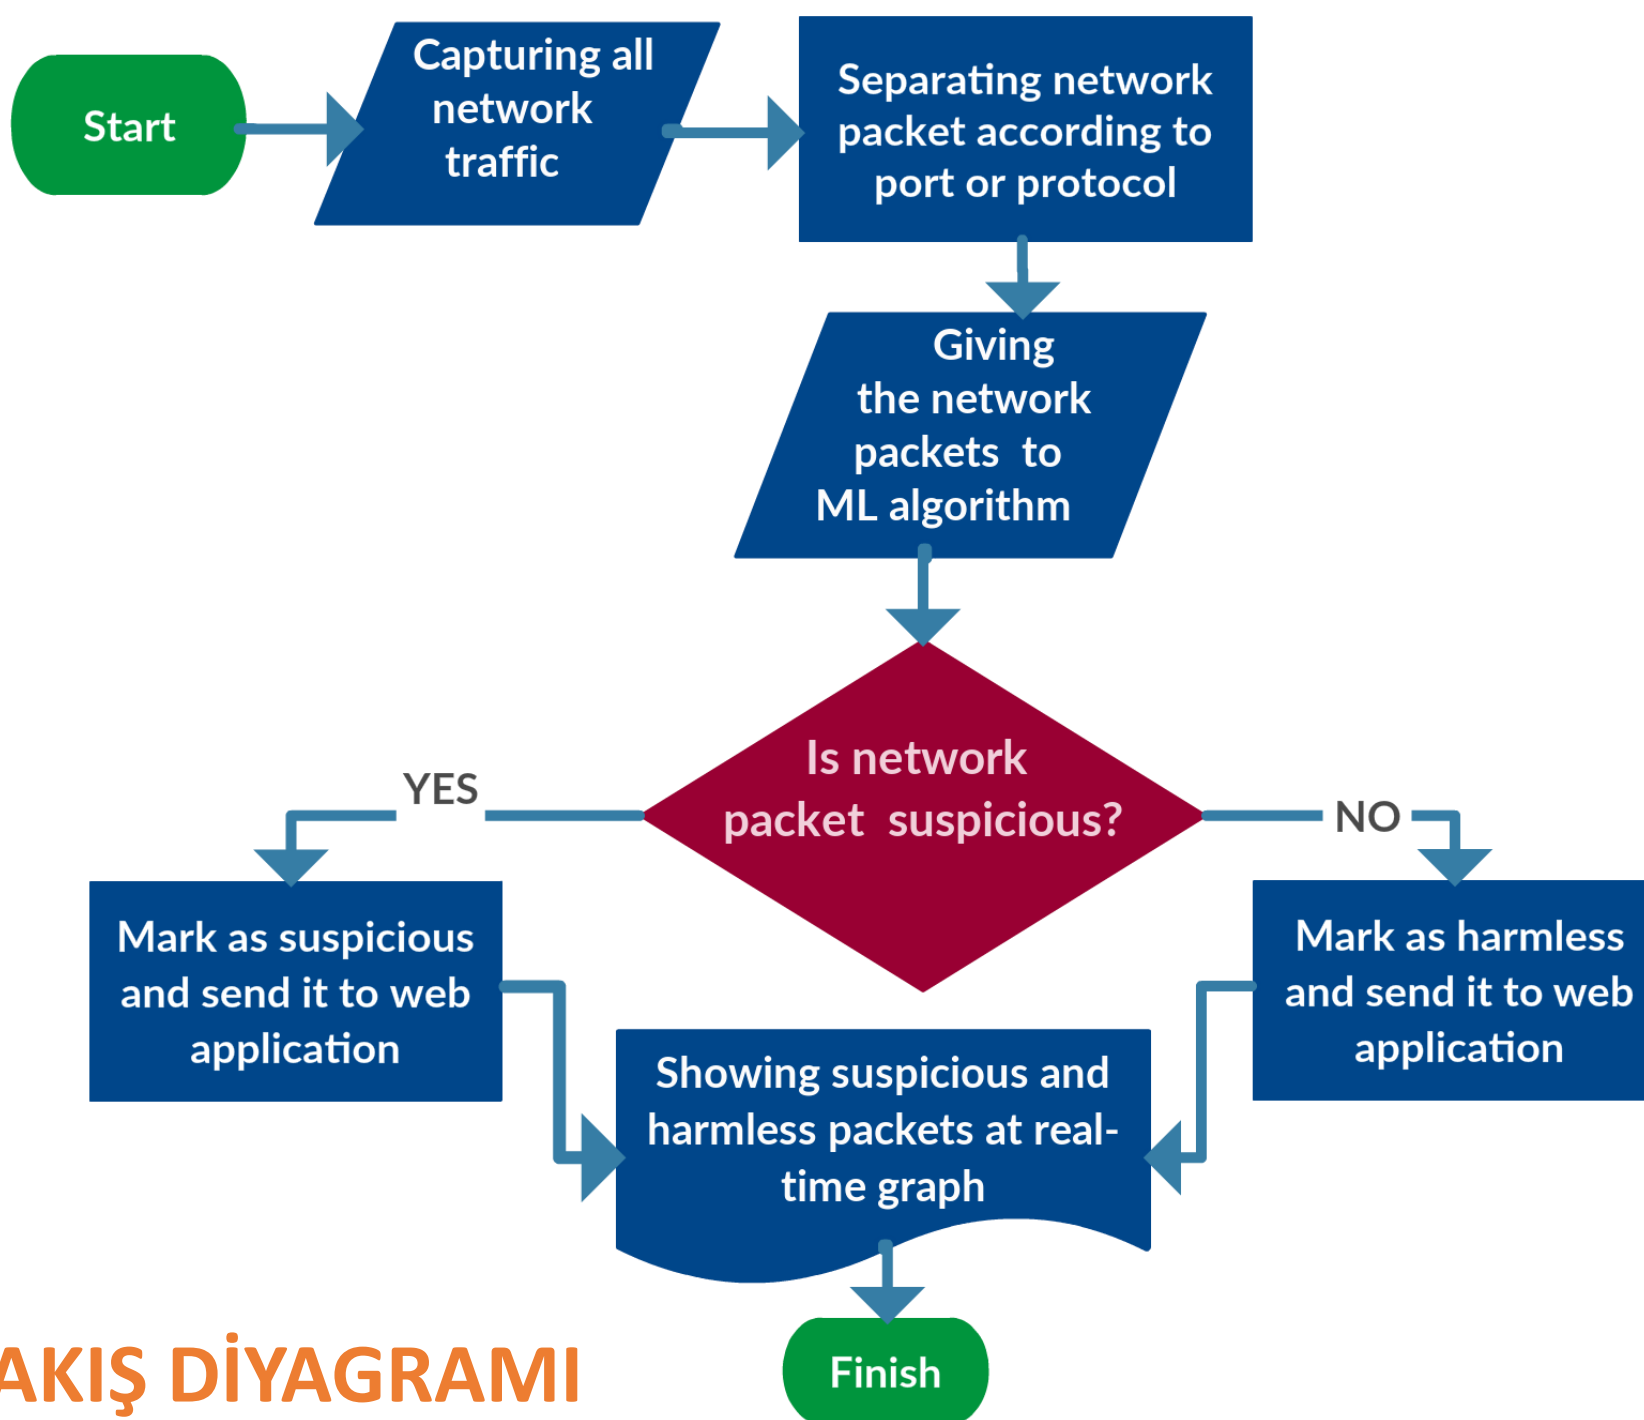 Start
Capturing all
network
traffic
Separating network
packet according to
port or protocol
Giving
the network
packets to
ML algorithm
Is network
packet suspicious?
YES
NO
Mark as suspicious
and send it to web
application
Mark as harmless
and send it to web
application
Showing suspicious and
harmless packets at real-
time graph
Finish
AKIŞ DİYAGRAMI